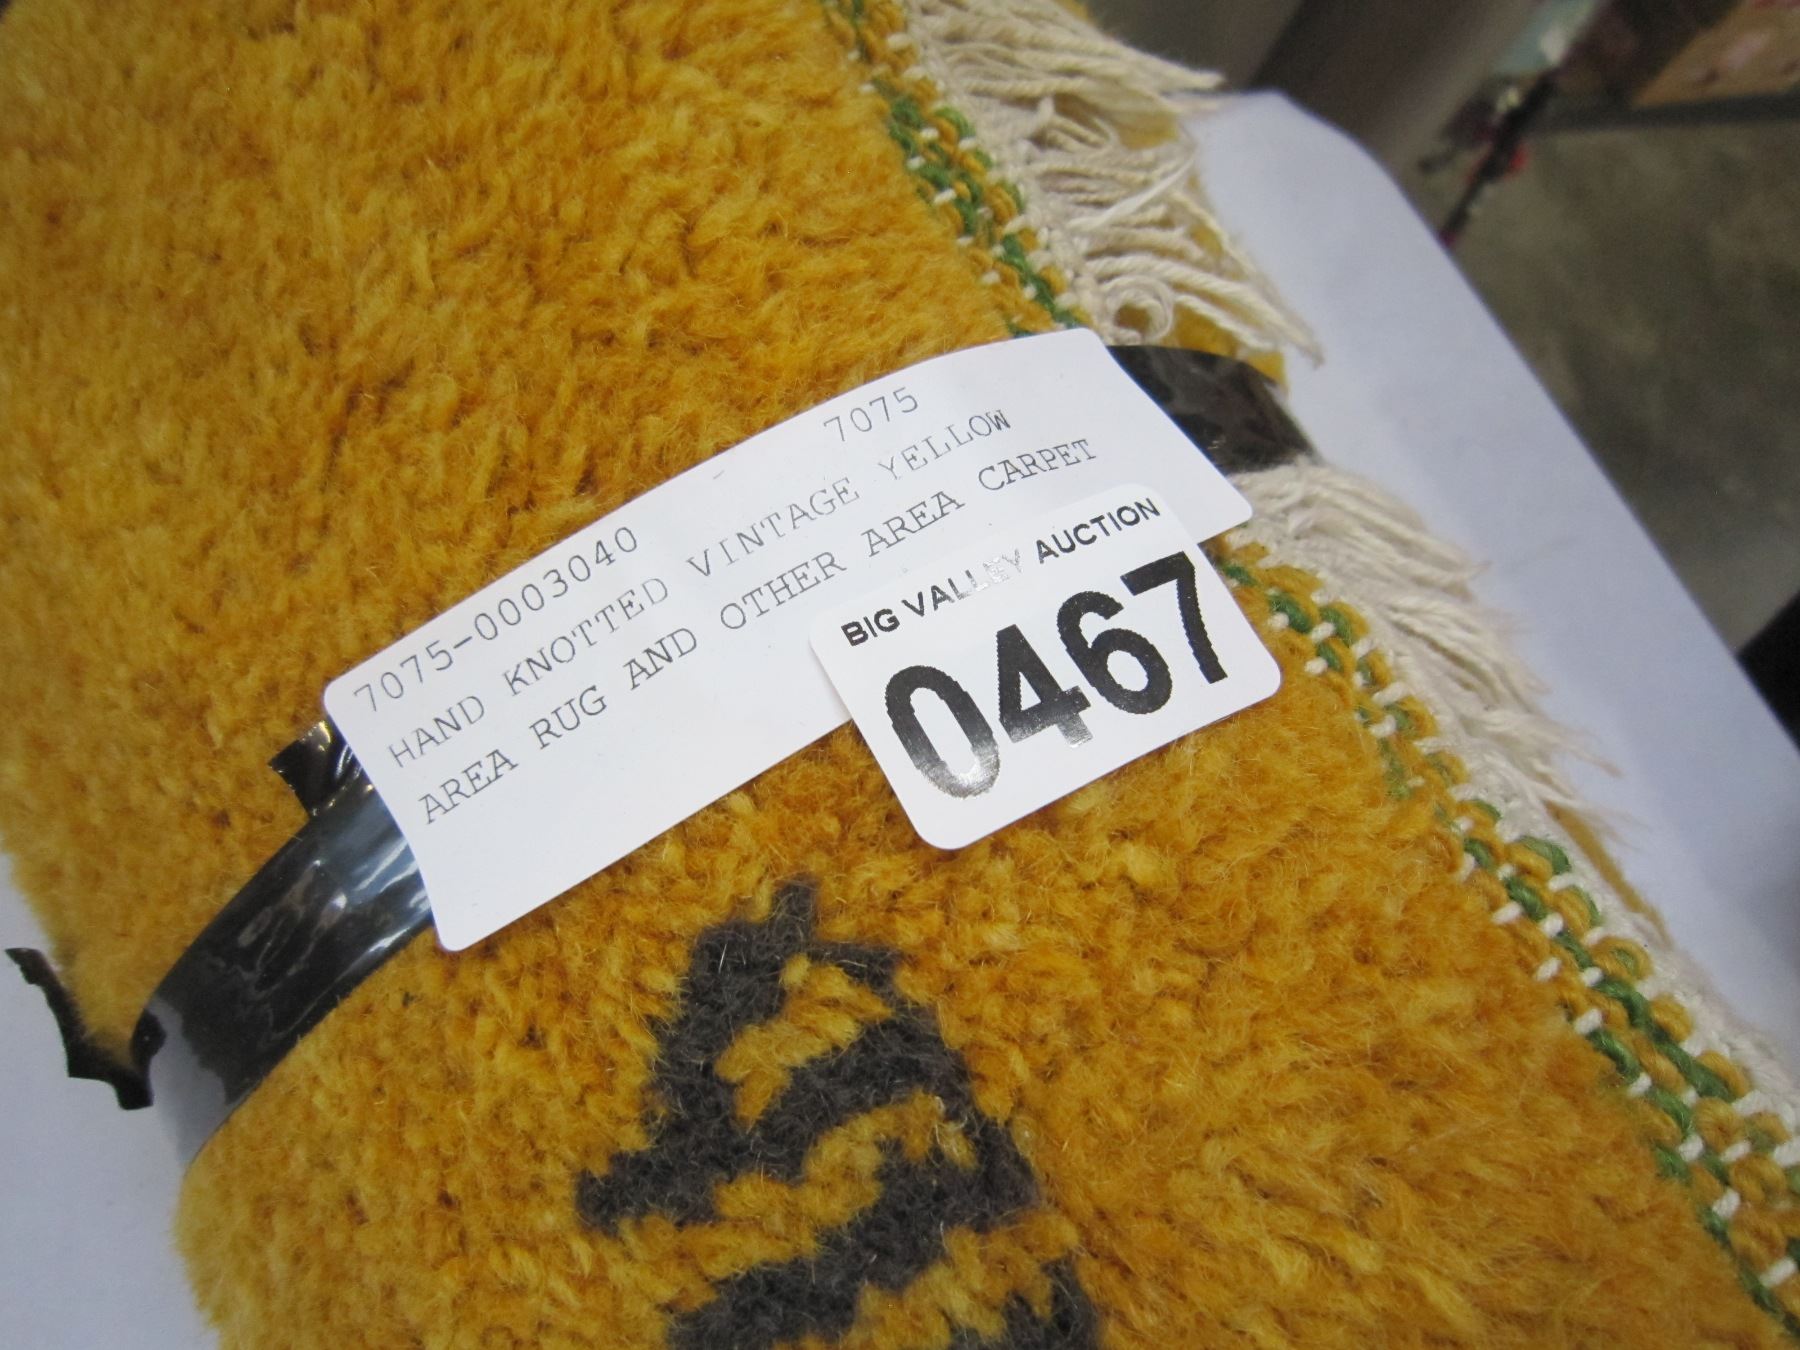 7075-0003040 7075
HAND KNOTTED VINTAGE YELLOW
AREA RUG AND OTHER AREA CARPET
BIG VALLEY AUCTION
0467